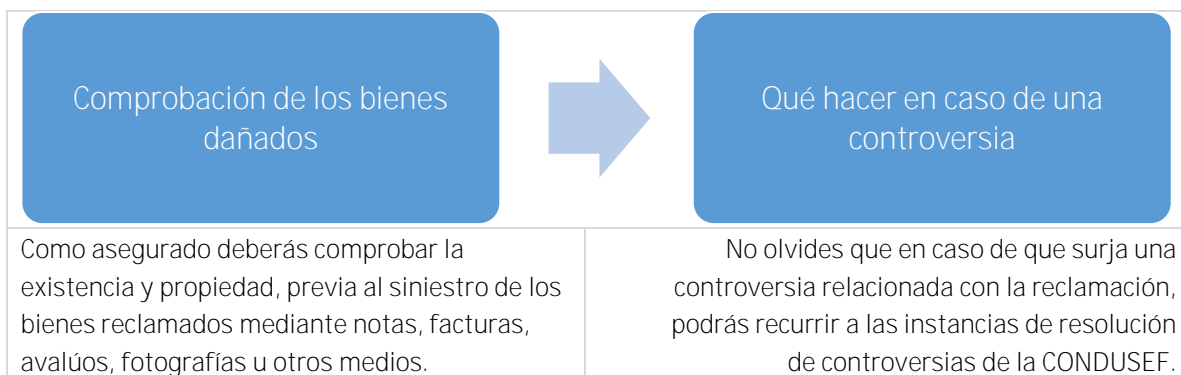 Comprobación de los bienes
dañados
Qué hacer en caso de una
controversia
Como asegurado deberás comprobar la
existencia y propiedad, previa al siniestro de los
bienes reclamados mediante notas, facturas,
avalúos, fotografías u otros medios.
No olvides que en caso de que surja una
controversia relacionada con la reclamación,
podrás recurrir a las instancias de resolución
de controversias de la CONDUSEF.